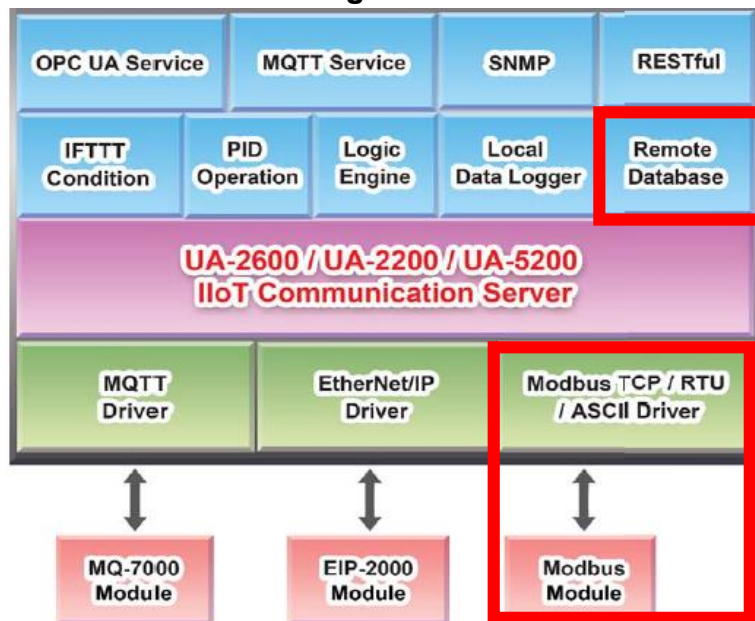 OPC UA Service
MQTT Service
SNMP
RESTful
IFTTT
Condition
PID
Operation
Logic
Engine
Local
Data Logger
Remote
Database
UA-2600 / UA-2200 / UA-5200
IIoT Communication Server
MQTT
Driver
EtherNet/IP
Driver
Modbus TCP / RTU
/ ASCII Driver
MQ-7000
Module
EIP-2000
Module
Modbus
Module